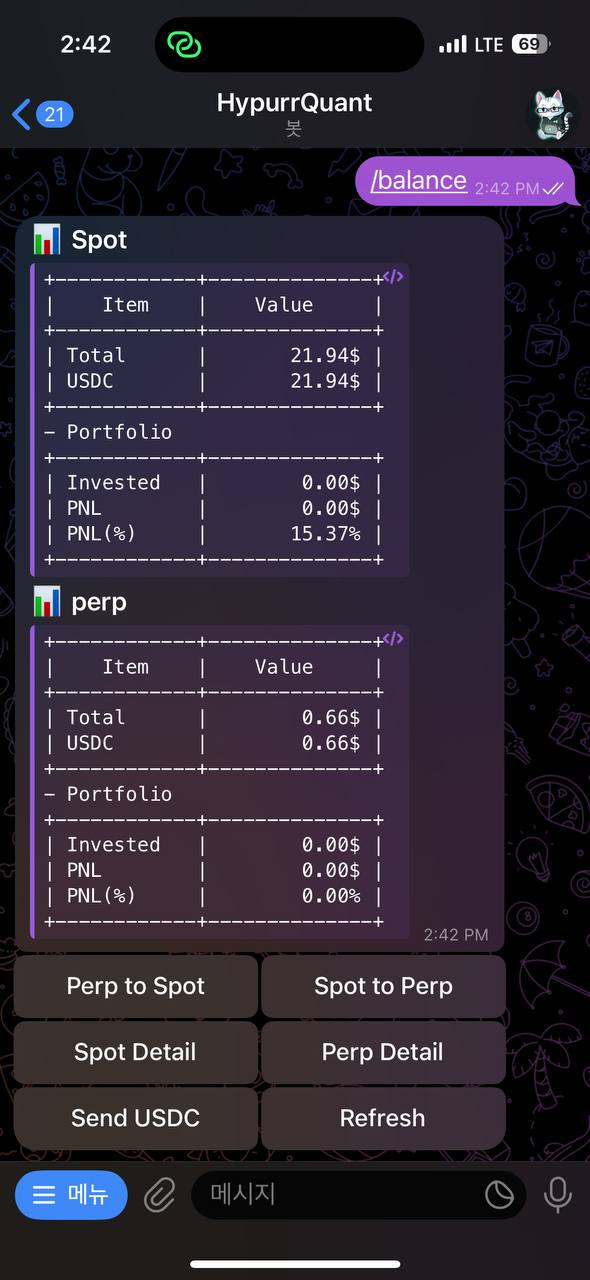 2:42
LTE 69
21
HypurrQuant
봇
/balance 2:42 PM
Spot
+-----------+---------------+
| Item | Value |
+-----------+---------------+
| Total | 21.94$ |
| USDC | 21.94$ |
+-----------+---------------+
- Portfolio
+-----------+---------------+
| Invested | 0.00$ |
| PNL | 0.00$ |
| PNL(%) | 15.37% |
+-----------+---------------+
perp
+-----------+---------------+
| Item | Value |
+-----------+---------------+
| Total | 0.66$ |
| USDC | 0.66$ |
+-----------+---------------+
- Portfolio
+-----------+---------------+
| Invested | 0.00$ |
| PNL | 0.00$ |
| PNL(%) | 0.00% |
+-----------+---------------+
2:42 PM
Perp to Spot Spot to Perp
Spot Detail Perp Detail
Send USDC Refresh
메뉴 메시지